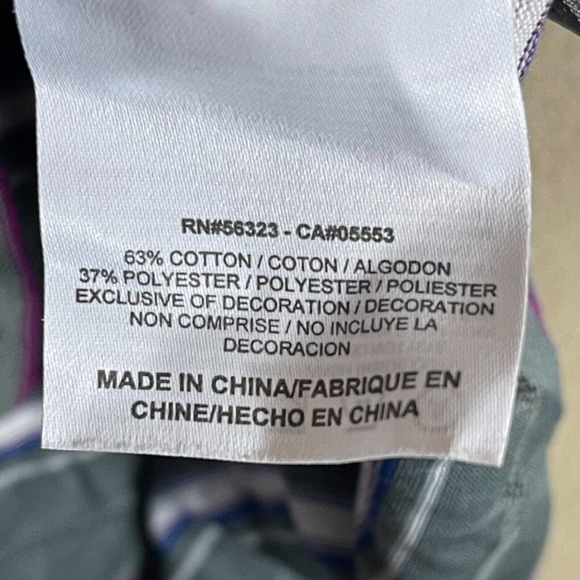 RN#56323 - CA#05553
63% COTTON / COTON / ALGODON
37% POLYESTER / POLYESTER / POLIESTER
EXCLUSIVE OF DECORATION / DECORATION
NON COMPRISE / NO INCLUYE LA
DECORACION
MADE IN CHINA/FABRIQUE EN
CHINE/HECHO EN CHINA